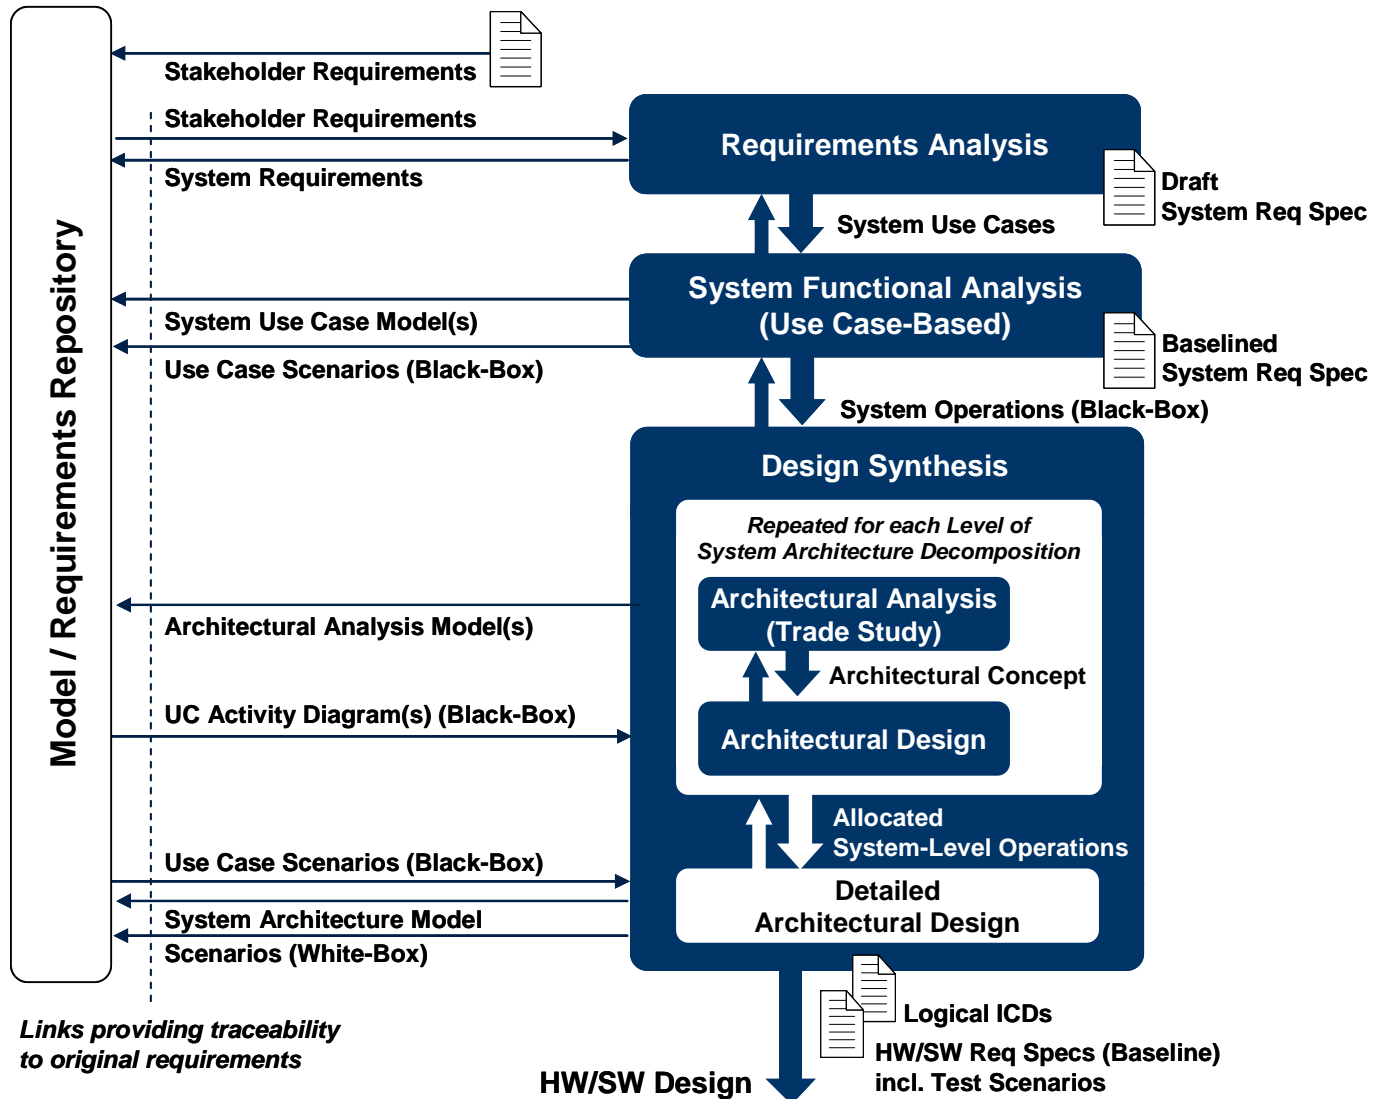 Model / Requirements Repository
Stakeholder Requirements
Stakeholder Requirements
System Requirements
Requirements Analysis
Draft
System Req Spec
System Use Cases
System Functional Analysis
(Use Case-Based)
System Use Case Model(s)
Use Case Scenarios (Black-Box)
Baselined
System Req Spec
System Operations (Black-Box)
Design Synthesis
Repeated for each Level of
System Architecture Decomposition
Architectural Analysis
(Trade Study)
Architectural Analysis Model(s)
Architectural Concept
UC Activity Diagram(s) (Black-Box)
Architectural Design
Allocated
System-Level Operations
Use Case Scenarios (Black-Box)
Detailed
Architectural Design
System Architecture Model
Scenarios (White-Box)
Links providing traceability
to original requirements
Logical ICDs
HW/SW Req Specs (Baseline)
incl. Test Scenarios
HW/SW Design